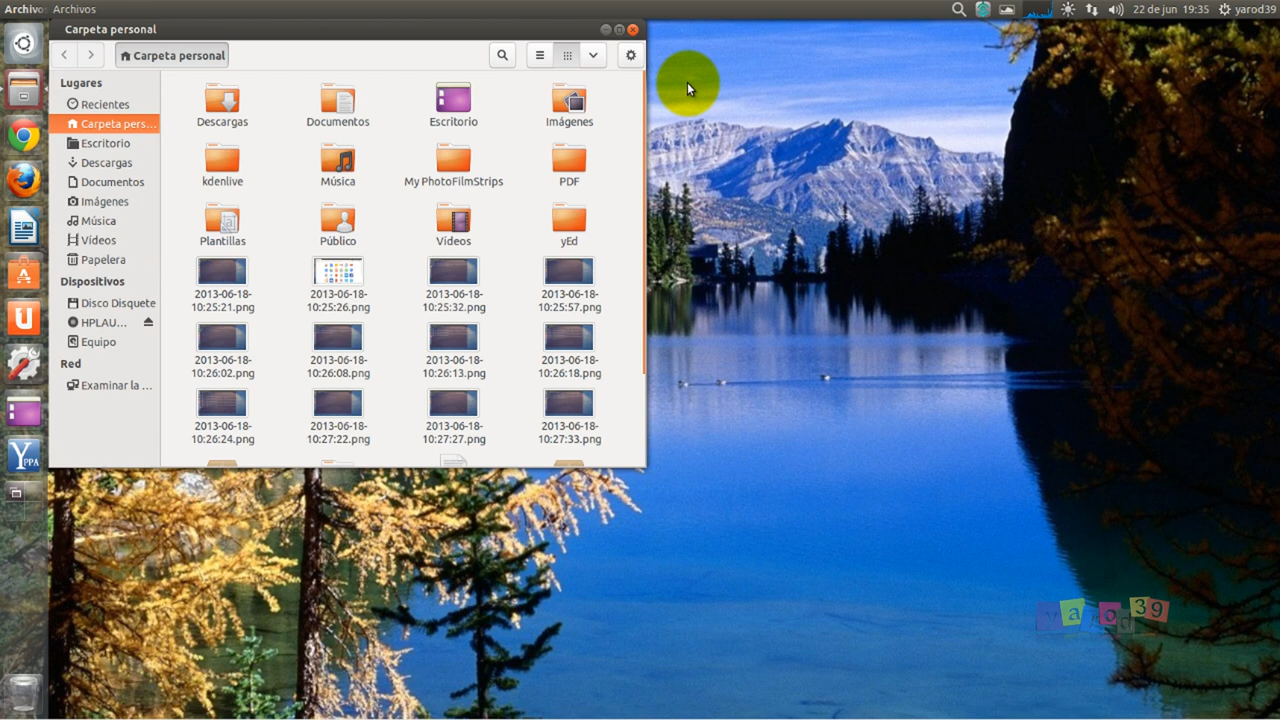 Archivo Archivos
22 de jun 19:35 yarod39
Carpeta personal
Carpeta personal
Lugares
Recientes
Carpeta pers...
Escritorio
Descargas
Documentos
Imágenes
Música
Vídeos
Papelera
Dispositivos
Disco Disquete
HPLAU...
Equipo
Red
Examinar la ...
Descargas Documentos Escritorio Imágenes
kdenlive Música My PhotoFilmStrips PDF
Plantillas Público Vídeos yEd
2013-06-18-10:25:21.png
2013-06-18-10:25:26.png
2013-06-18-10:25:32.png
2013-06-18-10:25:57.png
2013-06-18-10:26:02.png
2013-06-18-10:26:08.png
2013-06-18-10:26:13.png
2013-06-18-10:26:18.png
2013-06-18-10:26:24.png
2013-06-18-10:27:22.png
2013-06-18-10:27:27.png
2013-06-18-10:27:33.png
Y PPA
yarod39